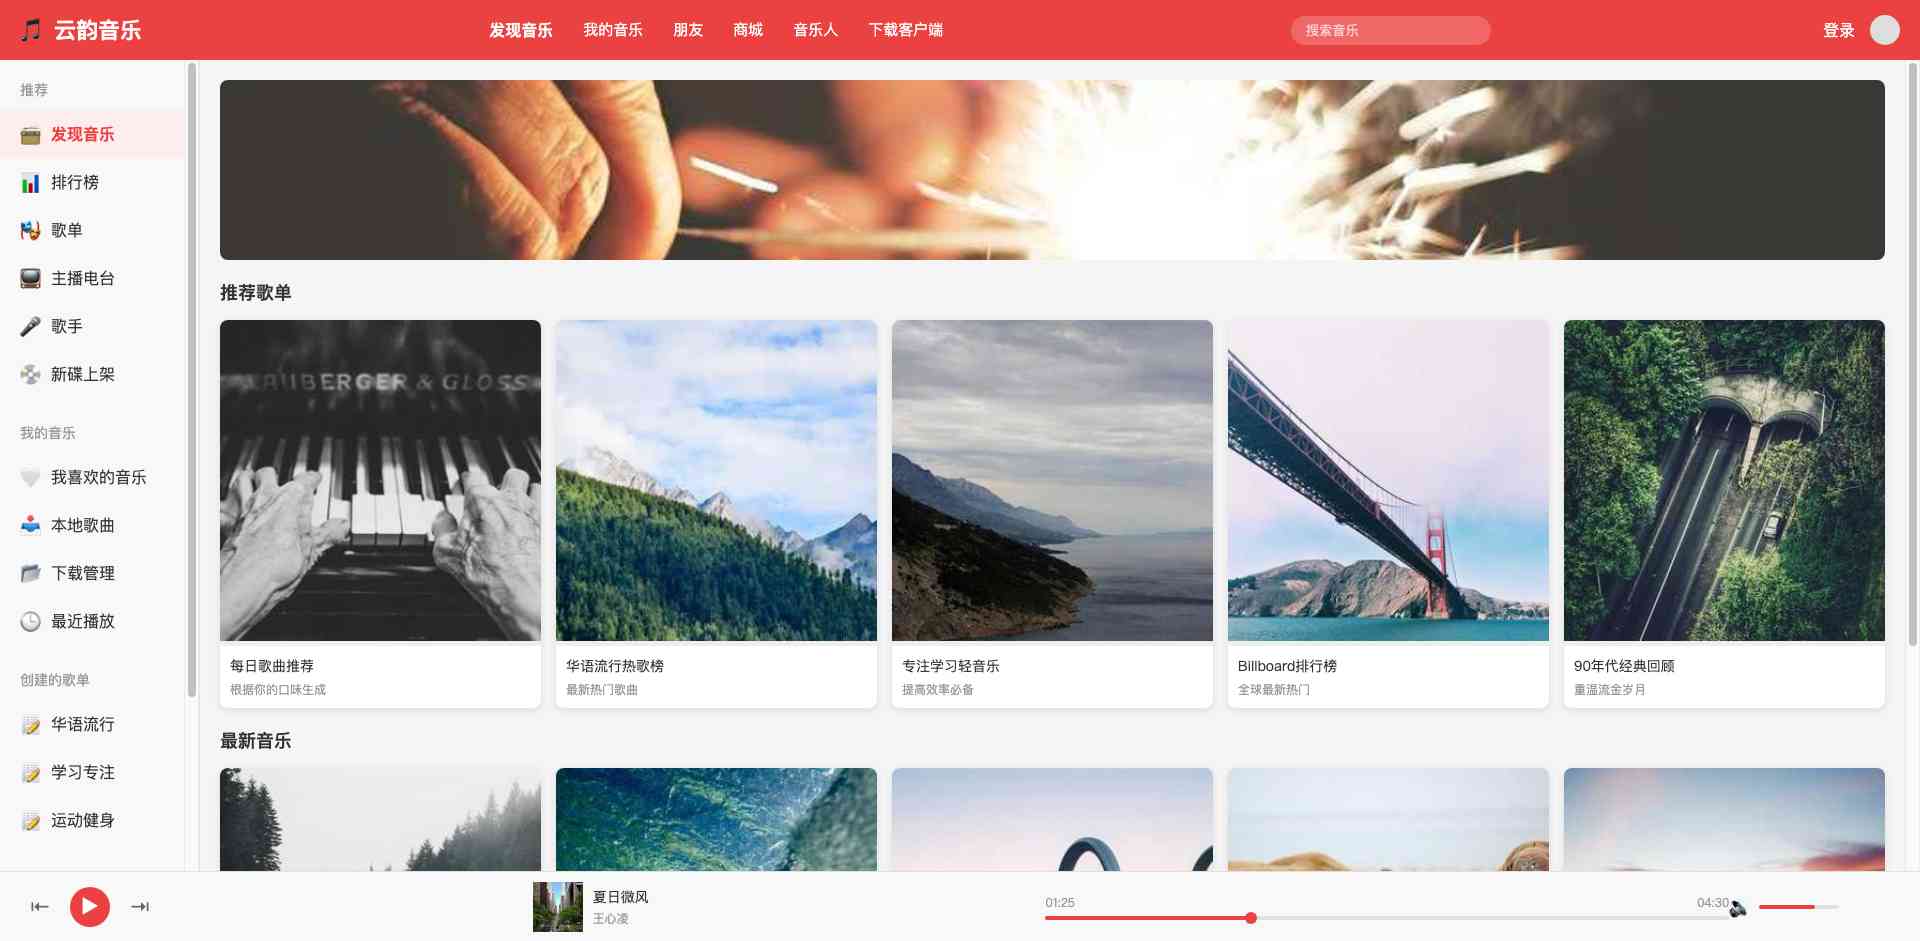 云韵音乐
发现音乐 我的音乐 朋友 商城 音乐人 下载客户端
搜索音乐
登录
推荐
发现音乐
排行榜
歌单
主播电台
歌手
新碟上架
我的音乐
我喜欢的音乐
本地歌曲
下载管理
最近播放
创建的歌单
华语流行
学习专注
运动健身
推荐歌单
BERGER & GLOSS
每日歌曲推荐
根据你的口味生成
华语流行热歌榜
最新热门歌曲
专注学习轻音乐
提高效率必备
Billboard排行榜
全球最新热门
90年代经典回顾
重温流金岁月
最新音乐
夏日微风
王心凌
01:25
04:30